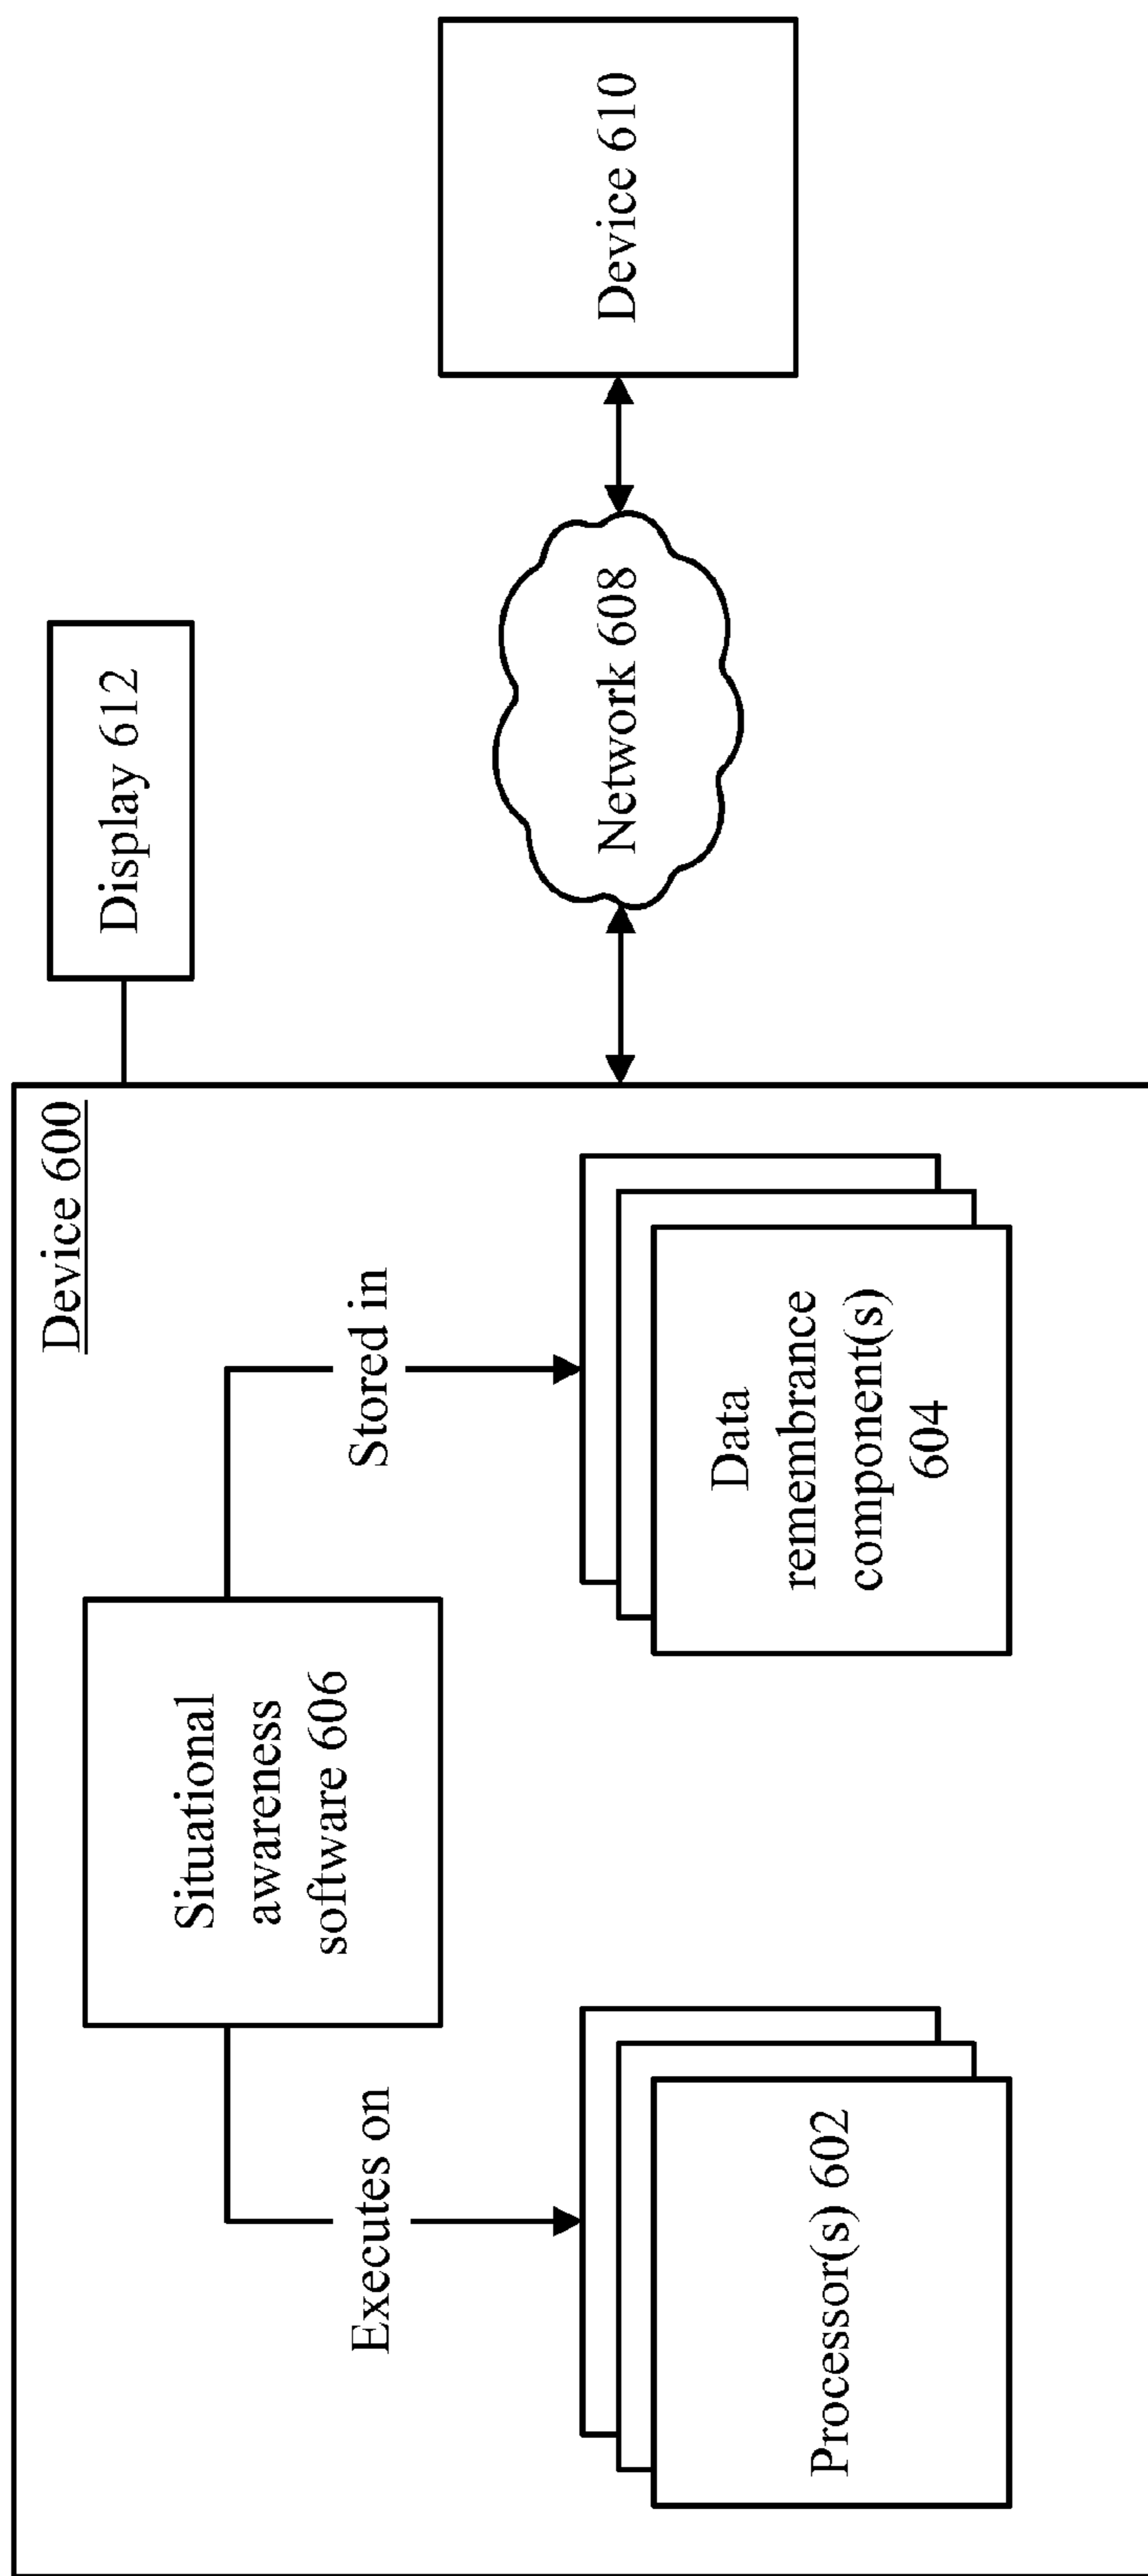 Device 600
Situational
awareness
software 606
Executes on
Stored in
Processor(s) 602
Data
remembrance
component(s)
604
Display 612
Network 608
Device 610